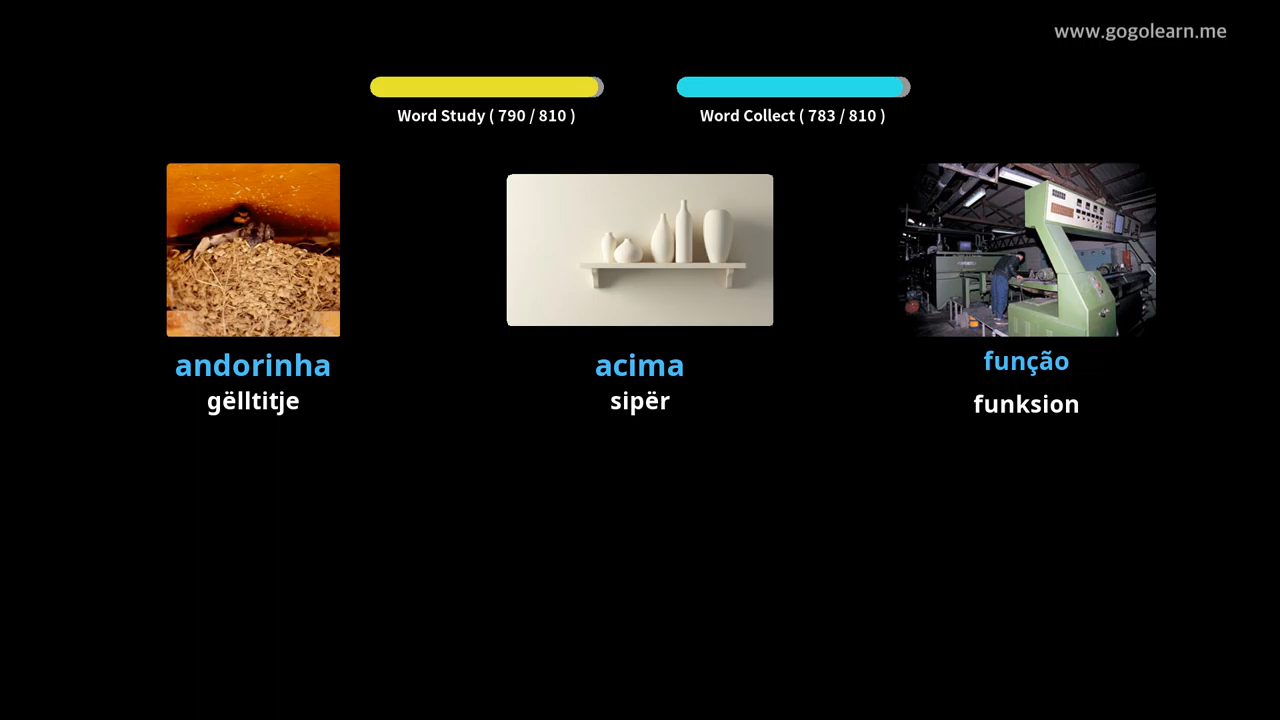 www.gogolearn.me
Word Study ( 790 / 810 )
Word Collect ( 783 / 810 )
andorinha
gëlltitje
acima
sipër
função
funksion